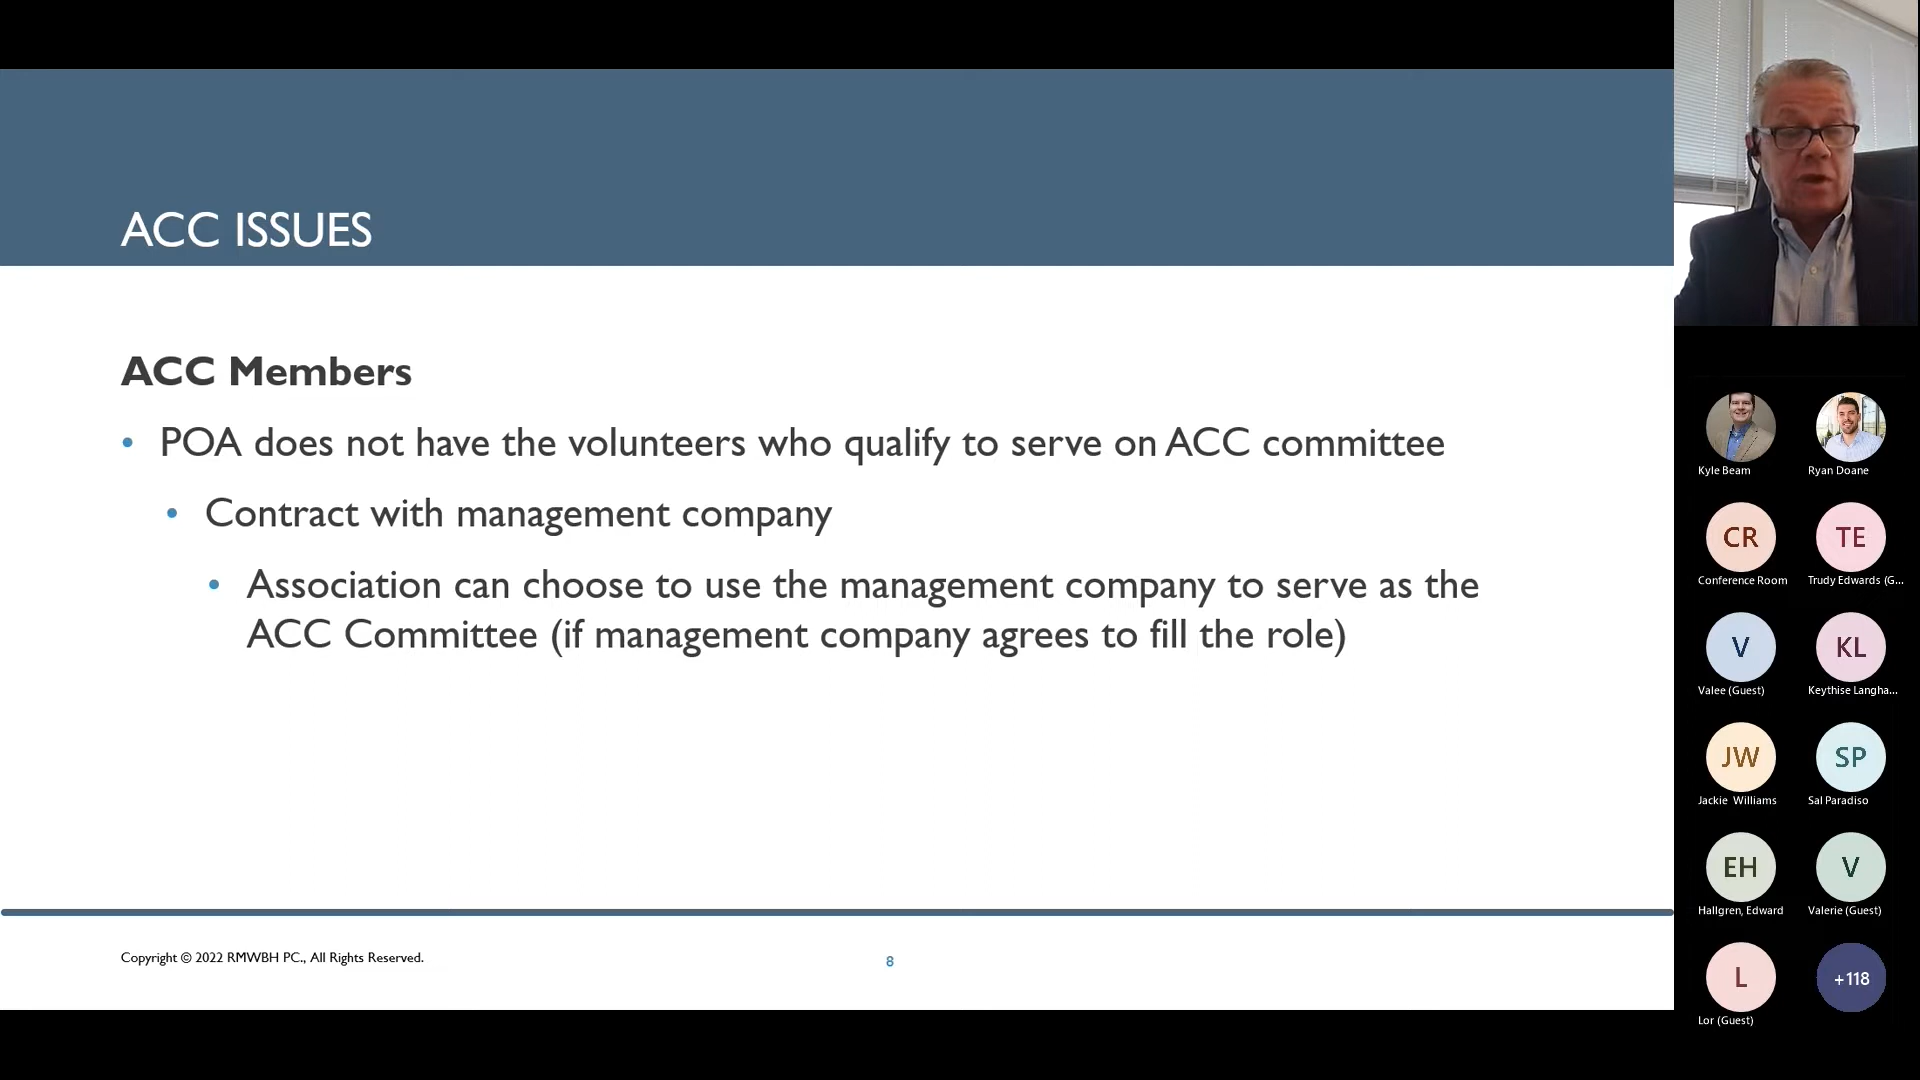 ACC ISSUES
ACC Members
• POA does not have the volunteers who qualify to serve on ACC committee
• Contract with management company
• Association can choose to use the management company to serve as the
ACC Committee (if management company agrees to fill the role)
Copyright © 2022 RMWBH PC., All Rights Reserved.
8
Kyle Beam
Ryan Doane
CR
TE
Conference Room
Trudy Edwards (G...
V
KL
Valee (Guest)
Keythise Langha...
JW
SP
Jackie Williams
Sal Paradiso
EH
V
Hallgren, Edward
Valerie (Guest)
L
+118
Lor (Guest)